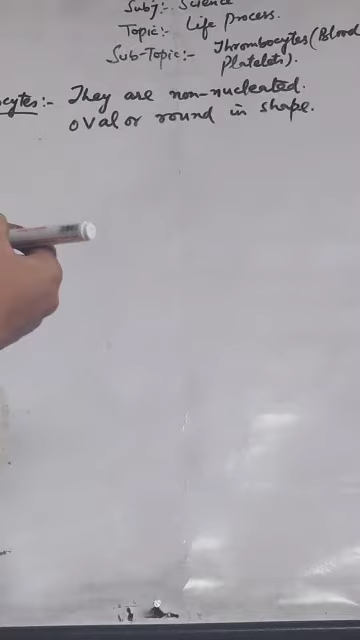 Subj:- Science
Topic:- Life Process.
Sub-Topic:- Thrombocytes (Blood
Platelets).
ocytes:- They are non-nucleated.
oval or round in shape.